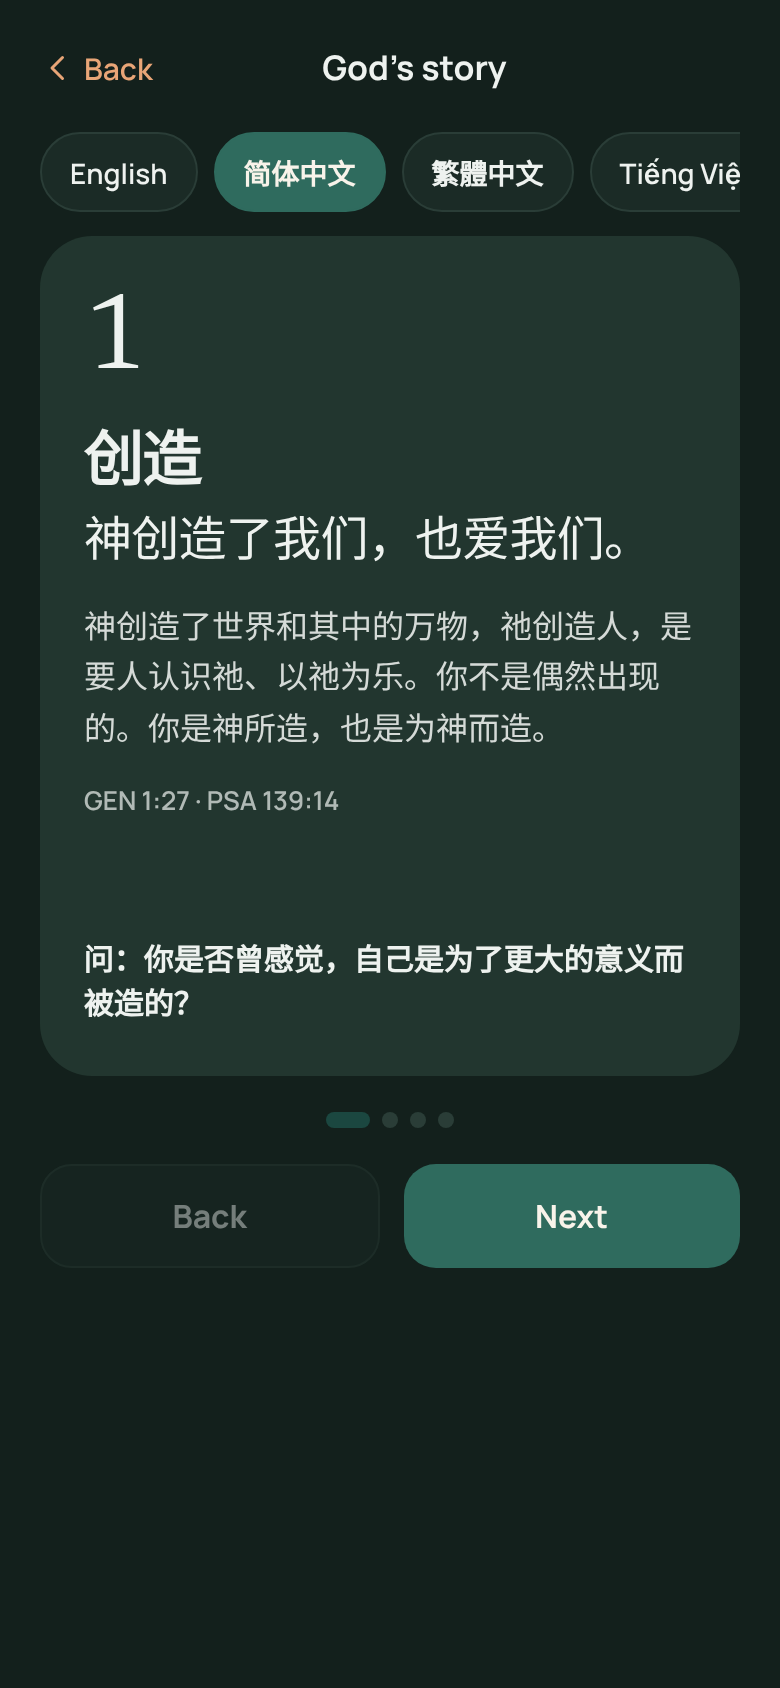 Back
God's story
English
简体中文
繁體中文
Tiếng Việ
1
创造
神创造了我们，也爱我们。
神创造了世界和其中的万物，祂创造人，是
要人认识祂、以祂为乐。你不是偶然出现
的。你是神所造，也是为神而造。
GEN 1:27 · PSA 139:14
问：你是否曾感觉，自己是为了更大的意义而
被造的？
Back
Next